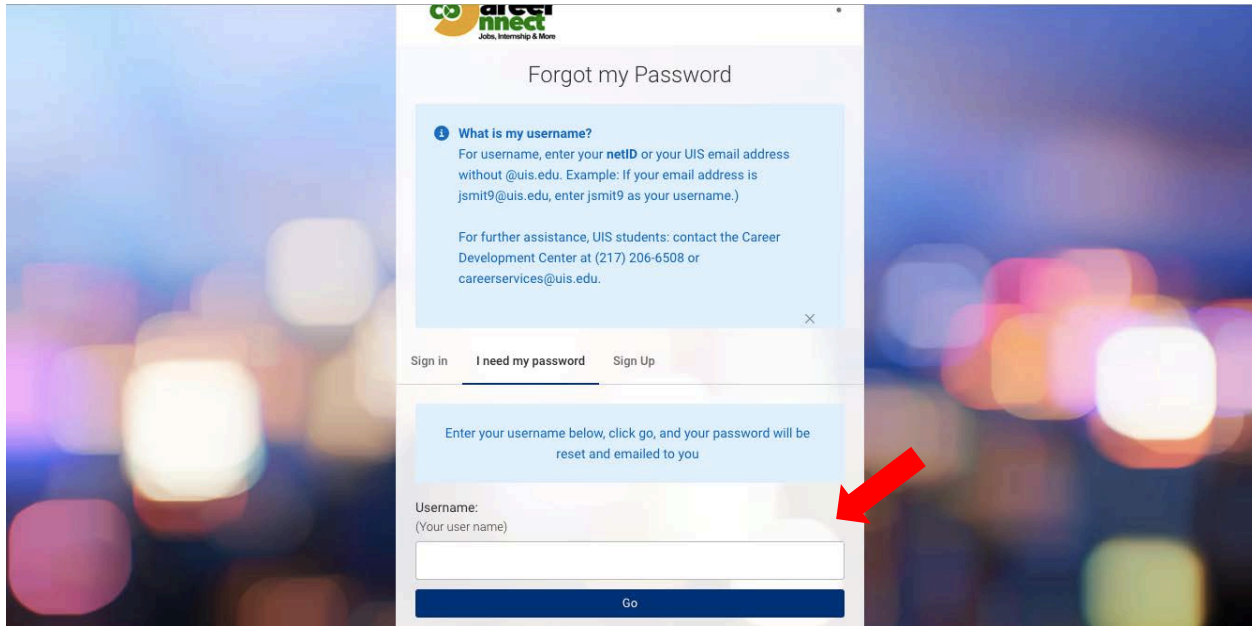 Career
Connect
Jobs, Internship & More
Forgot my Password
What is my username?
For username, enter your netID or your UIS email address
without @uis.edu. Example: If your email address is
jsmit9@uis.edu, enter jsmit9 as your username.)
For further assistance, UIS students: contact the Career
Development Center at (217) 206-6508 or
careerservices@uis.edu.
Sign in I need my password Sign Up
Enter your username below, click go, and your password will be
reset and emailed to you
Username:
(Your user name)
Go